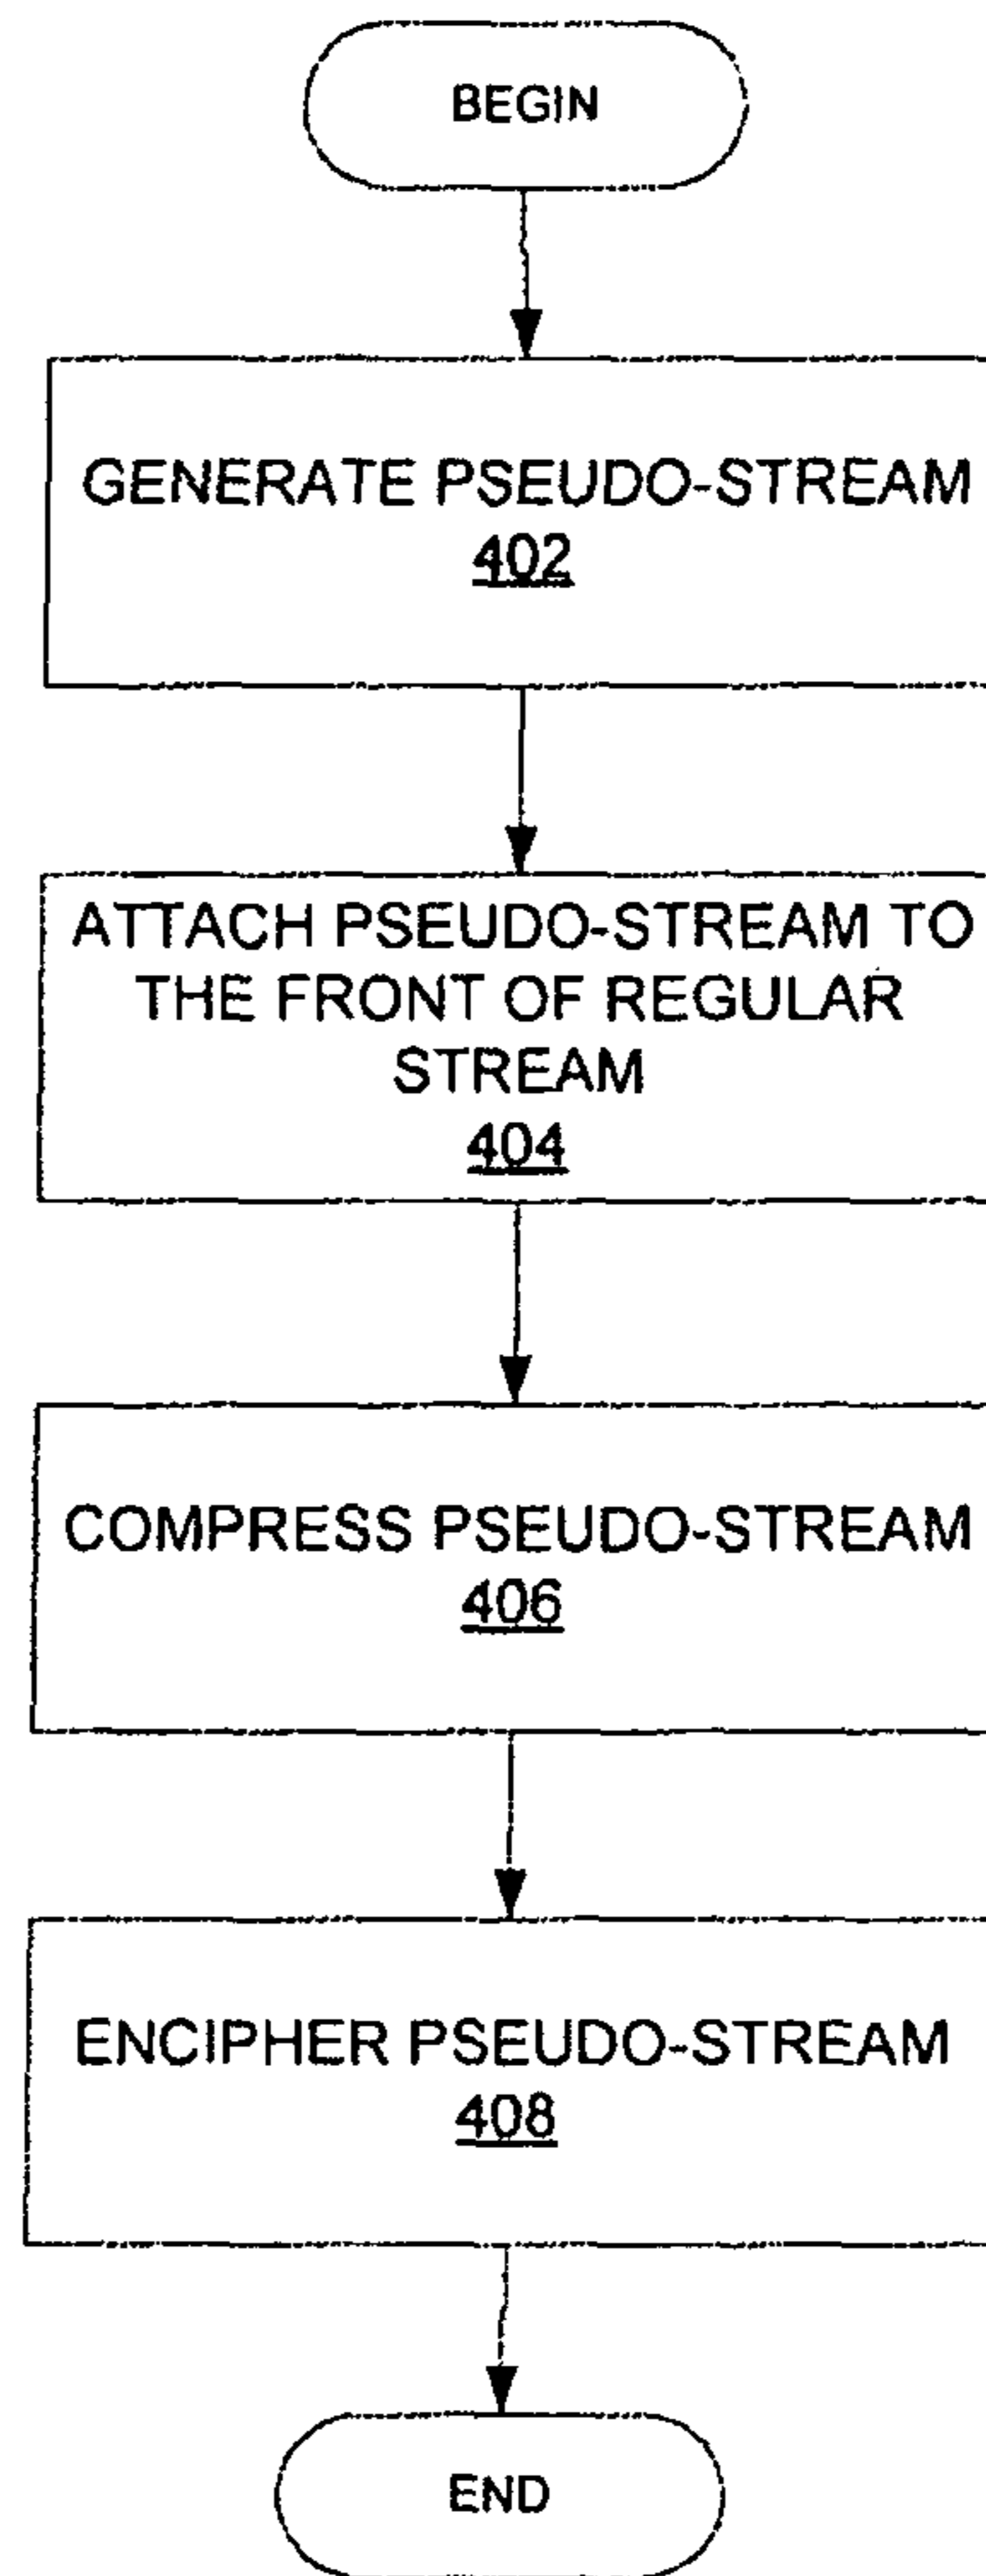 BEGIN
GENERATE PSEUDO-STREAM
402
ATTACH PSEUDO-STREAM TO
THE FRONT OF REGULAR
STREAM
404
COMPRESS PSEUDO-STREAM
406
ENCIPHER PSEUDO-STREAM
408
END